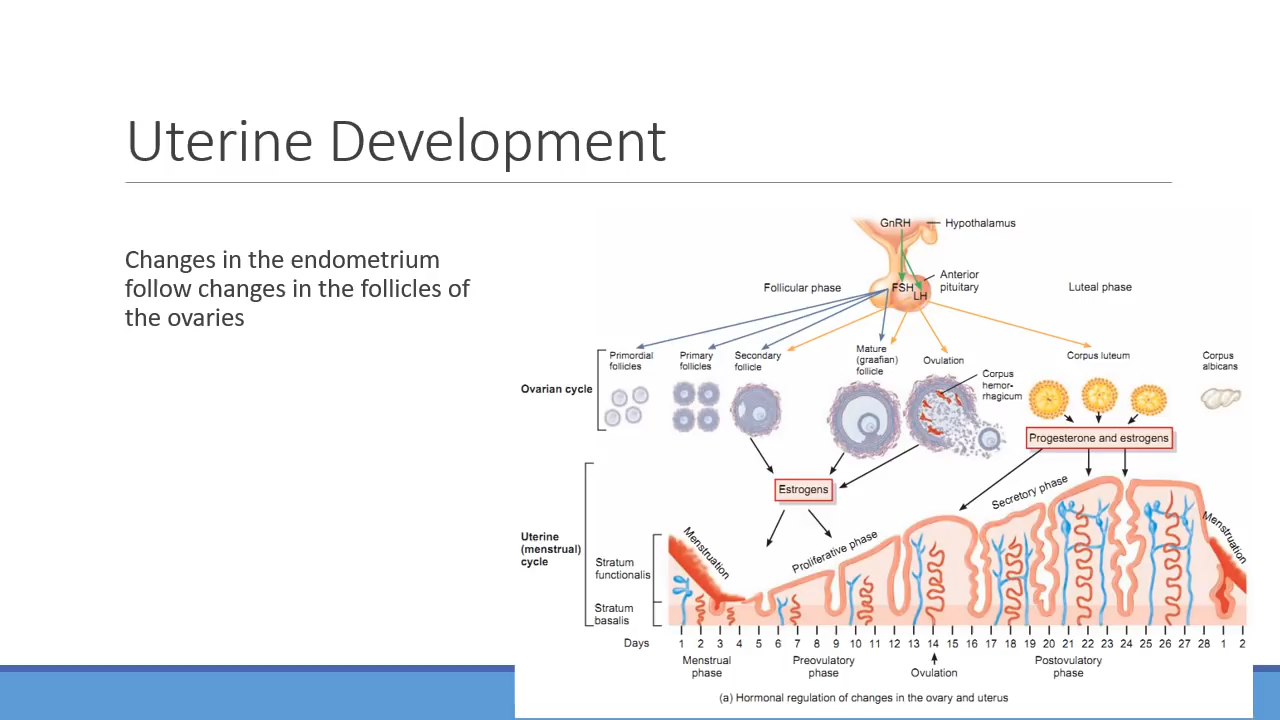 Uterine Development
Changes in the endometrium
follow changes in the follicles of
the ovaries
GnRH
Hypothalamus
Anterior
pituitary
Follicular phase
FSH
LH
Luteal phase
Primordial
follicles
Primary
follicles
Secondary
follicle
Mature
(graafian)
follicle
Ovulation
Corpus
hemor-
rhagicum
Corpus luteum
Corpus
albicans
Ovarian cycle
Progesterone and estrogens
Estrogens
Uterine
(menstrual)
cycle
Stratum
functionalis
Stratum
basalis
Menstruation
Proliferative phase
Secretory phase
Menstruation
Days 1 2 3 4 5 6 7 8 9 10 11 12 13 14 15 16 17 18 19 20 21 22 23 24 25 26 27 28 1 2
Menstrual
phase
Preovulatory
phase
Ovulation
Postovulatory
phase
(a) Hormonal regulation of changes in the ovary and uterus